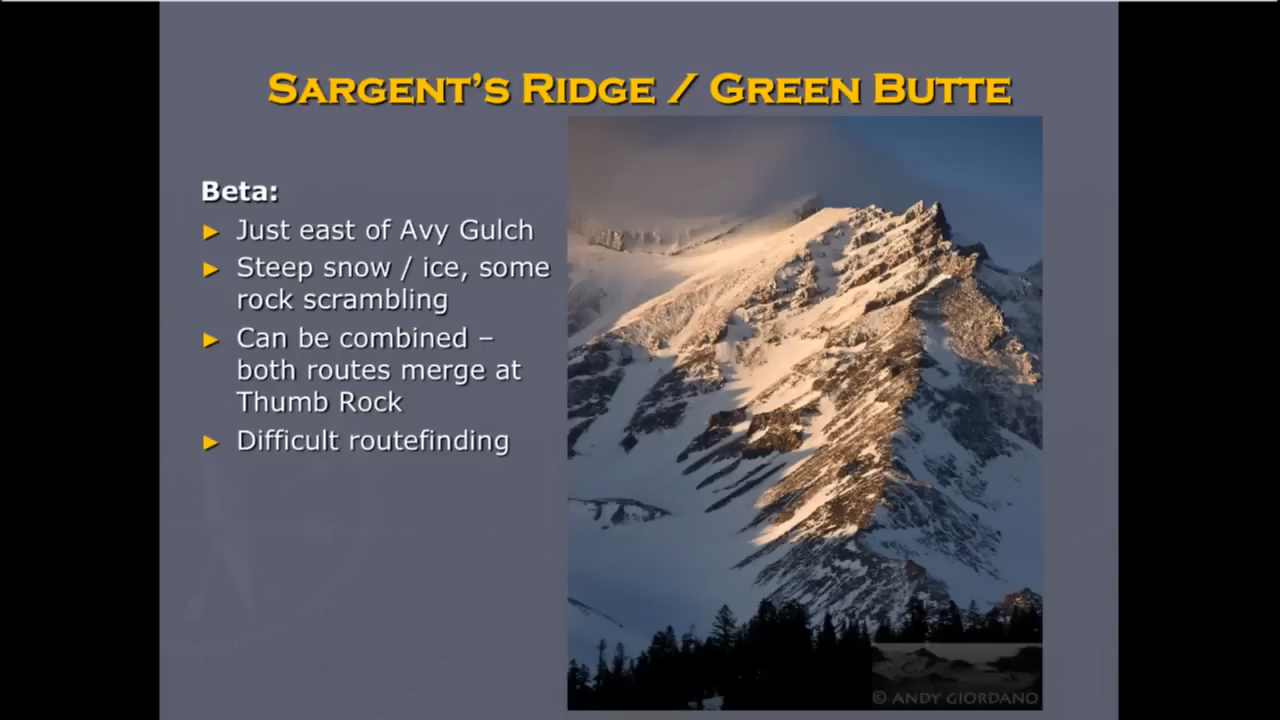 SARGENT'S RIDGE / GREEN BUTTE
Beta:
► Just east of Avy Gulch
► Steep snow / ice, some
rock scrambling
► Can be combined –
both routes merge at
Thumb Rock
► Difficult routefinding
© ANDY GIORDANO